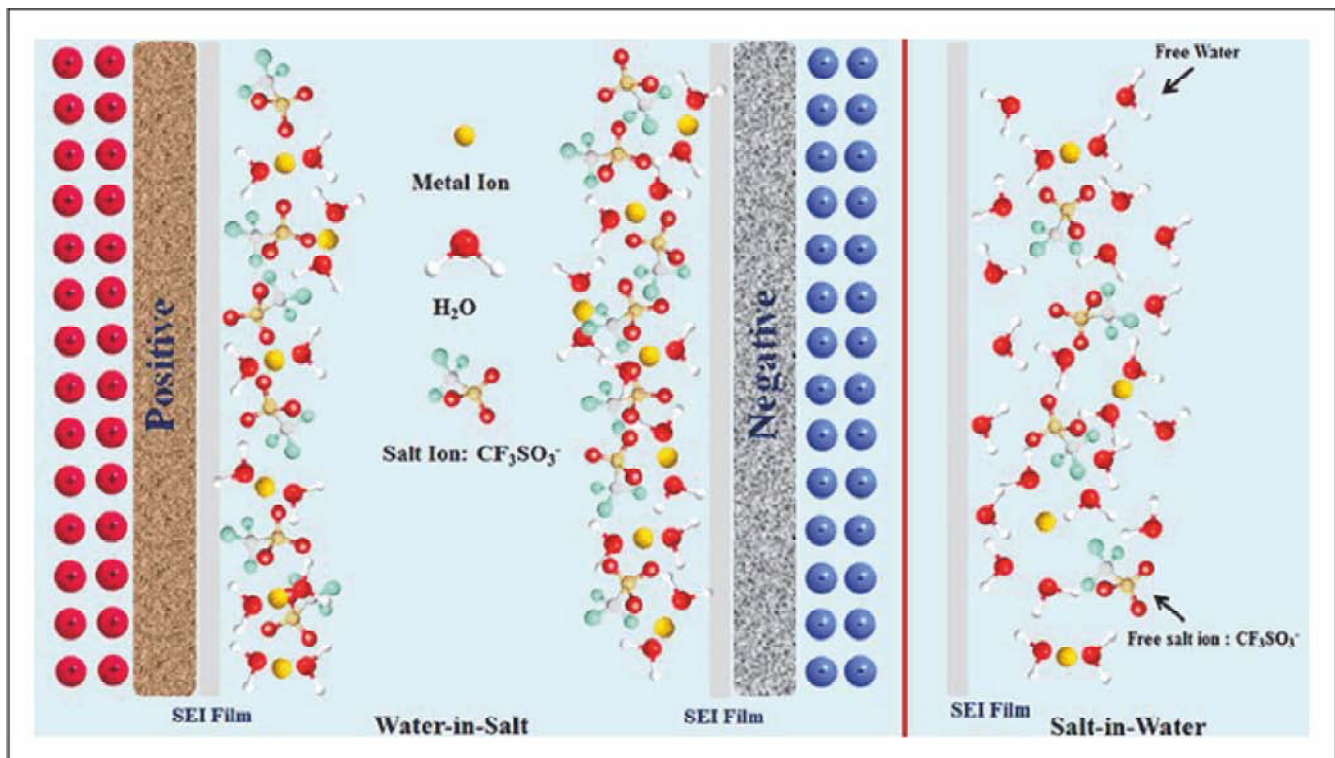 Free Water
Metal Ion
H₂O
Positive
Negative
Salt Ion: CF₃SO₃⁻
Free salt ion : CF₃SO₃⁻
SEI Film
SEI Film
SEI Film
Water-in-Salt
Salt-in-Water